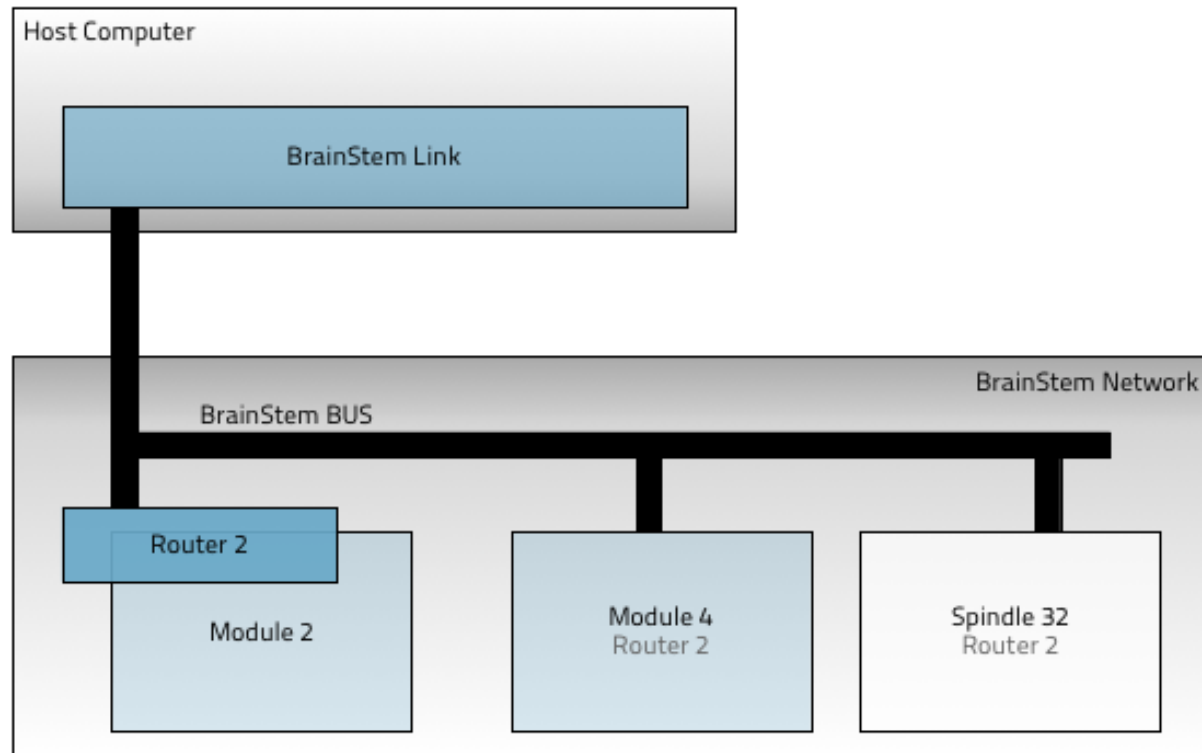 Host Computer
BrainStem Link
BrainStem Network
BrainStem BUS
Router 2
Module 2
Module 4
Router 2
Spindle 32
Router 2